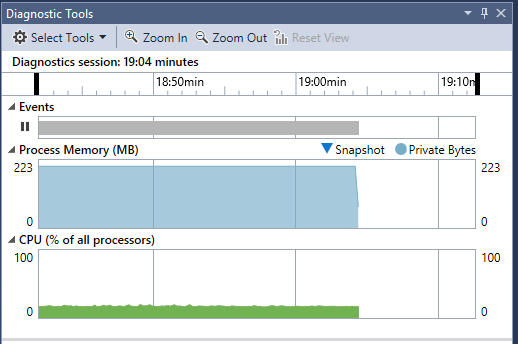 Diagnostic Tools
Select Tools Zoom In Zoom Out Reset View
Diagnostics session: 19:04 minutes
18:50min 19:00min 19:10m
Events
Process Memory (MB) Snapshot Private Bytes
223 223
0 0
CPU (% of all processors)
100 100
0 0